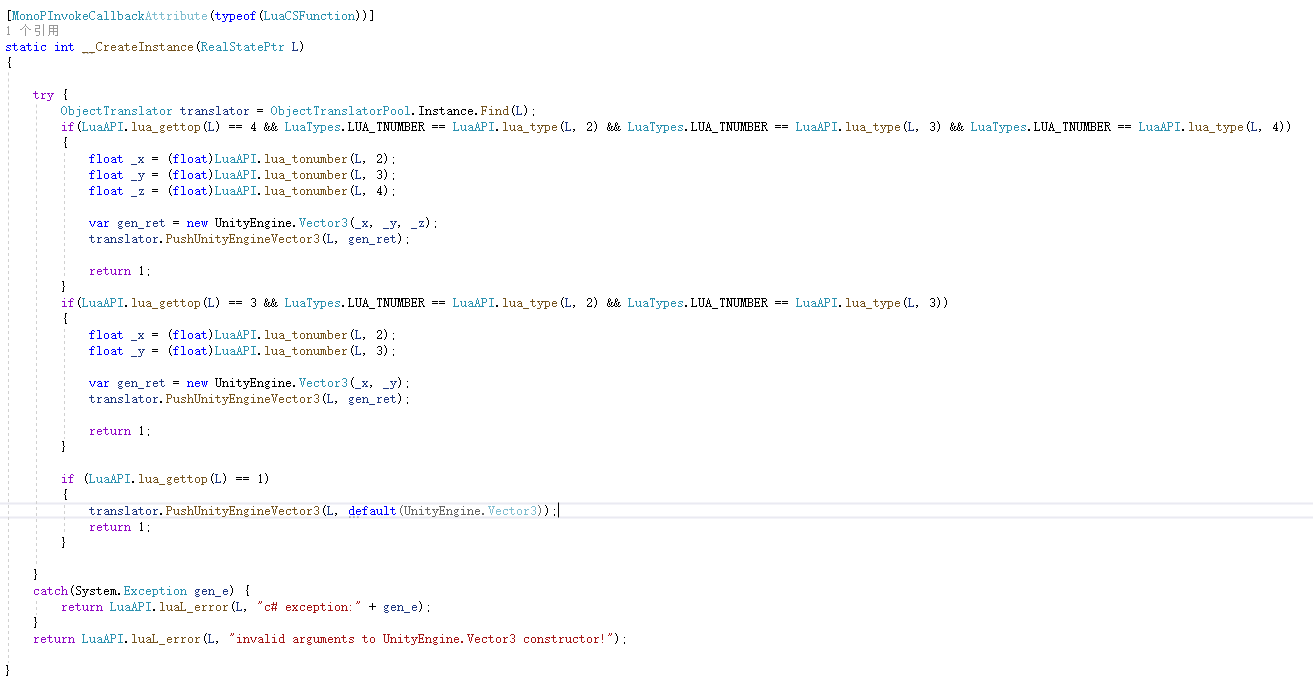 [MonoPInvokeCallbackAttribute(typeof(LuaCSFunction))]
1 个引用
static int __CreateInstance(RealStatePtr L)
{
try {
ObjectTranslator translator = ObjectTranslatorPool.Instance.Find(L);
if(LuaAPI.lua_gettop(L) == 4 && LuaTypes.LUA_TNUMBER == LuaAPI.lua_type(L, 2) && LuaTypes.LUA_TNUMBER == LuaAPI.lua_type(L, 3) && LuaTypes.LUA_TNUMBER == LuaAPI.lua_type(L, 4))
{
float _x = (float)LuaAPI.lua_tonumber(L, 2);
float _y = (float)LuaAPI.lua_tonumber(L, 3);
float _z = (float)LuaAPI.lua_tonumber(L, 4);
var gen_ret = new UnityEngine.Vector3(_x, _y, _z);
translator.PushUnityEngineVector3(L, gen_ret);
return 1;
}
if(LuaAPI.lua_gettop(L) == 3 && LuaTypes.LUA_TNUMBER == LuaAPI.lua_type(L, 2) && LuaTypes.LUA_TNUMBER == LuaAPI.lua_type(L, 3))
{
float _x = (float)LuaAPI.lua_tonumber(L, 2);
float _y = (float)LuaAPI.lua_tonumber(L, 3);
var gen_ret = new UnityEngine.Vector3(_x, _y);
translator.PushUnityEngineVector3(L, gen_ret);
return 1;
}
if (LuaAPI.lua_gettop(L) == 1)
{
translator.PushUnityEngineVector3(L, default(UnityEngine.Vector3));
return 1;
}
}
catch(System.Exception gen_e) {
return LuaAPI.luaL_error(L, "c# exception:" + gen_e);
}
return LuaAPI.luaL_error(L, "invalid arguments to UnityEngine.Vector3 constructor!");
}